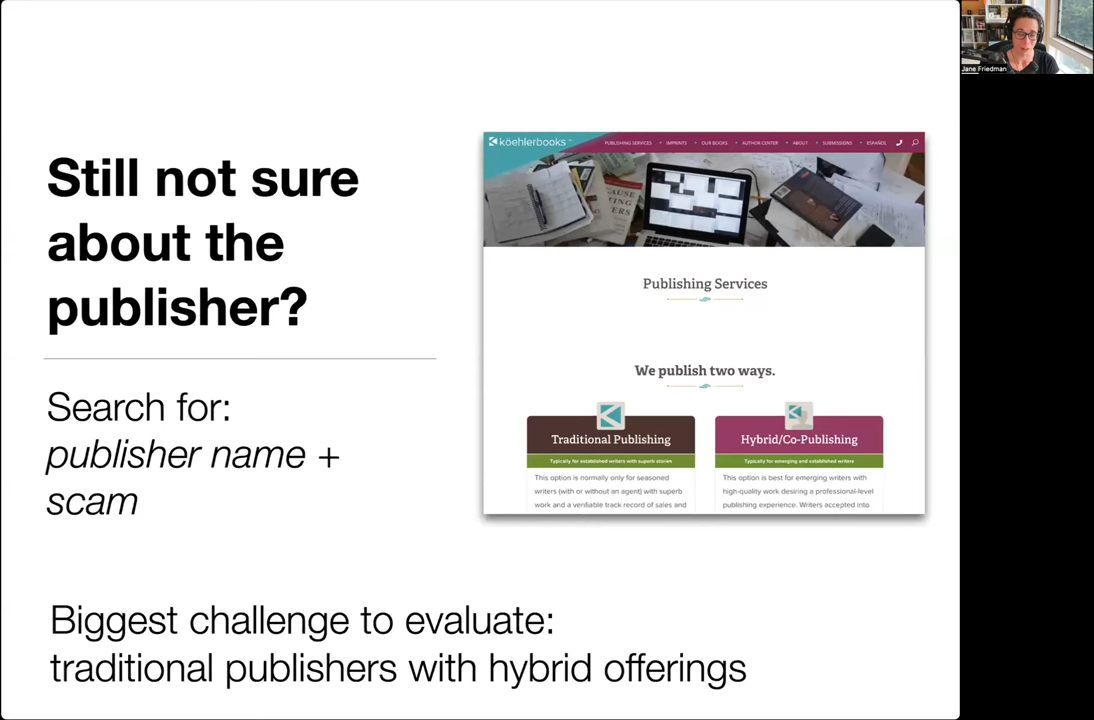 Still not sure
about the
publisher?
Search for:
publisher name +
scam
köehlerbooks™
PUBLISHING SERVICES • IMPRINTS • OUR BOOKS • AUTHOR CENTER • ABOUT • SUBMISSIONS • ESPAÑOL
Publishing Services
We publish two ways.
Traditional Publishing
Typically for established writers with superb stories
This option is normally only for seasoned
writers (with or without an agent) with superb
work and a verifiable track record of sales and
Hybrid/Co-Publishing
Typically for emerging and established writers
This option is best for emerging writers with
high-quality work desiring a professional-level
publishing experience. Writers accepted into
Biggest challenge to evaluate:
traditional publishers with hybrid offerings
Jane Friedman